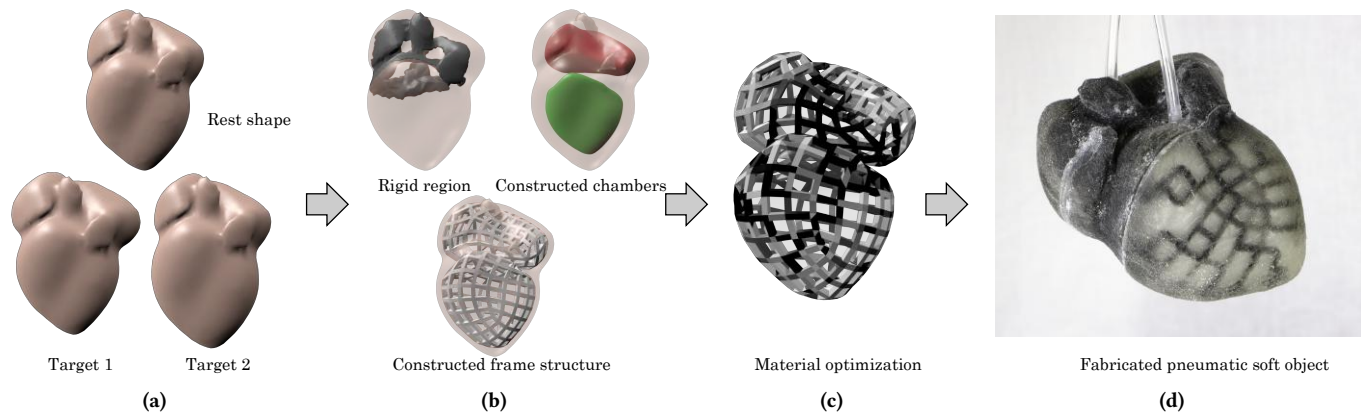 Rest shape
Target 1
Target 2
(a)
Rigid region
Constructed chambers
Constructed frame structure
(b)
Material optimization
(c)
Fabricated pneumatic soft object
(d)